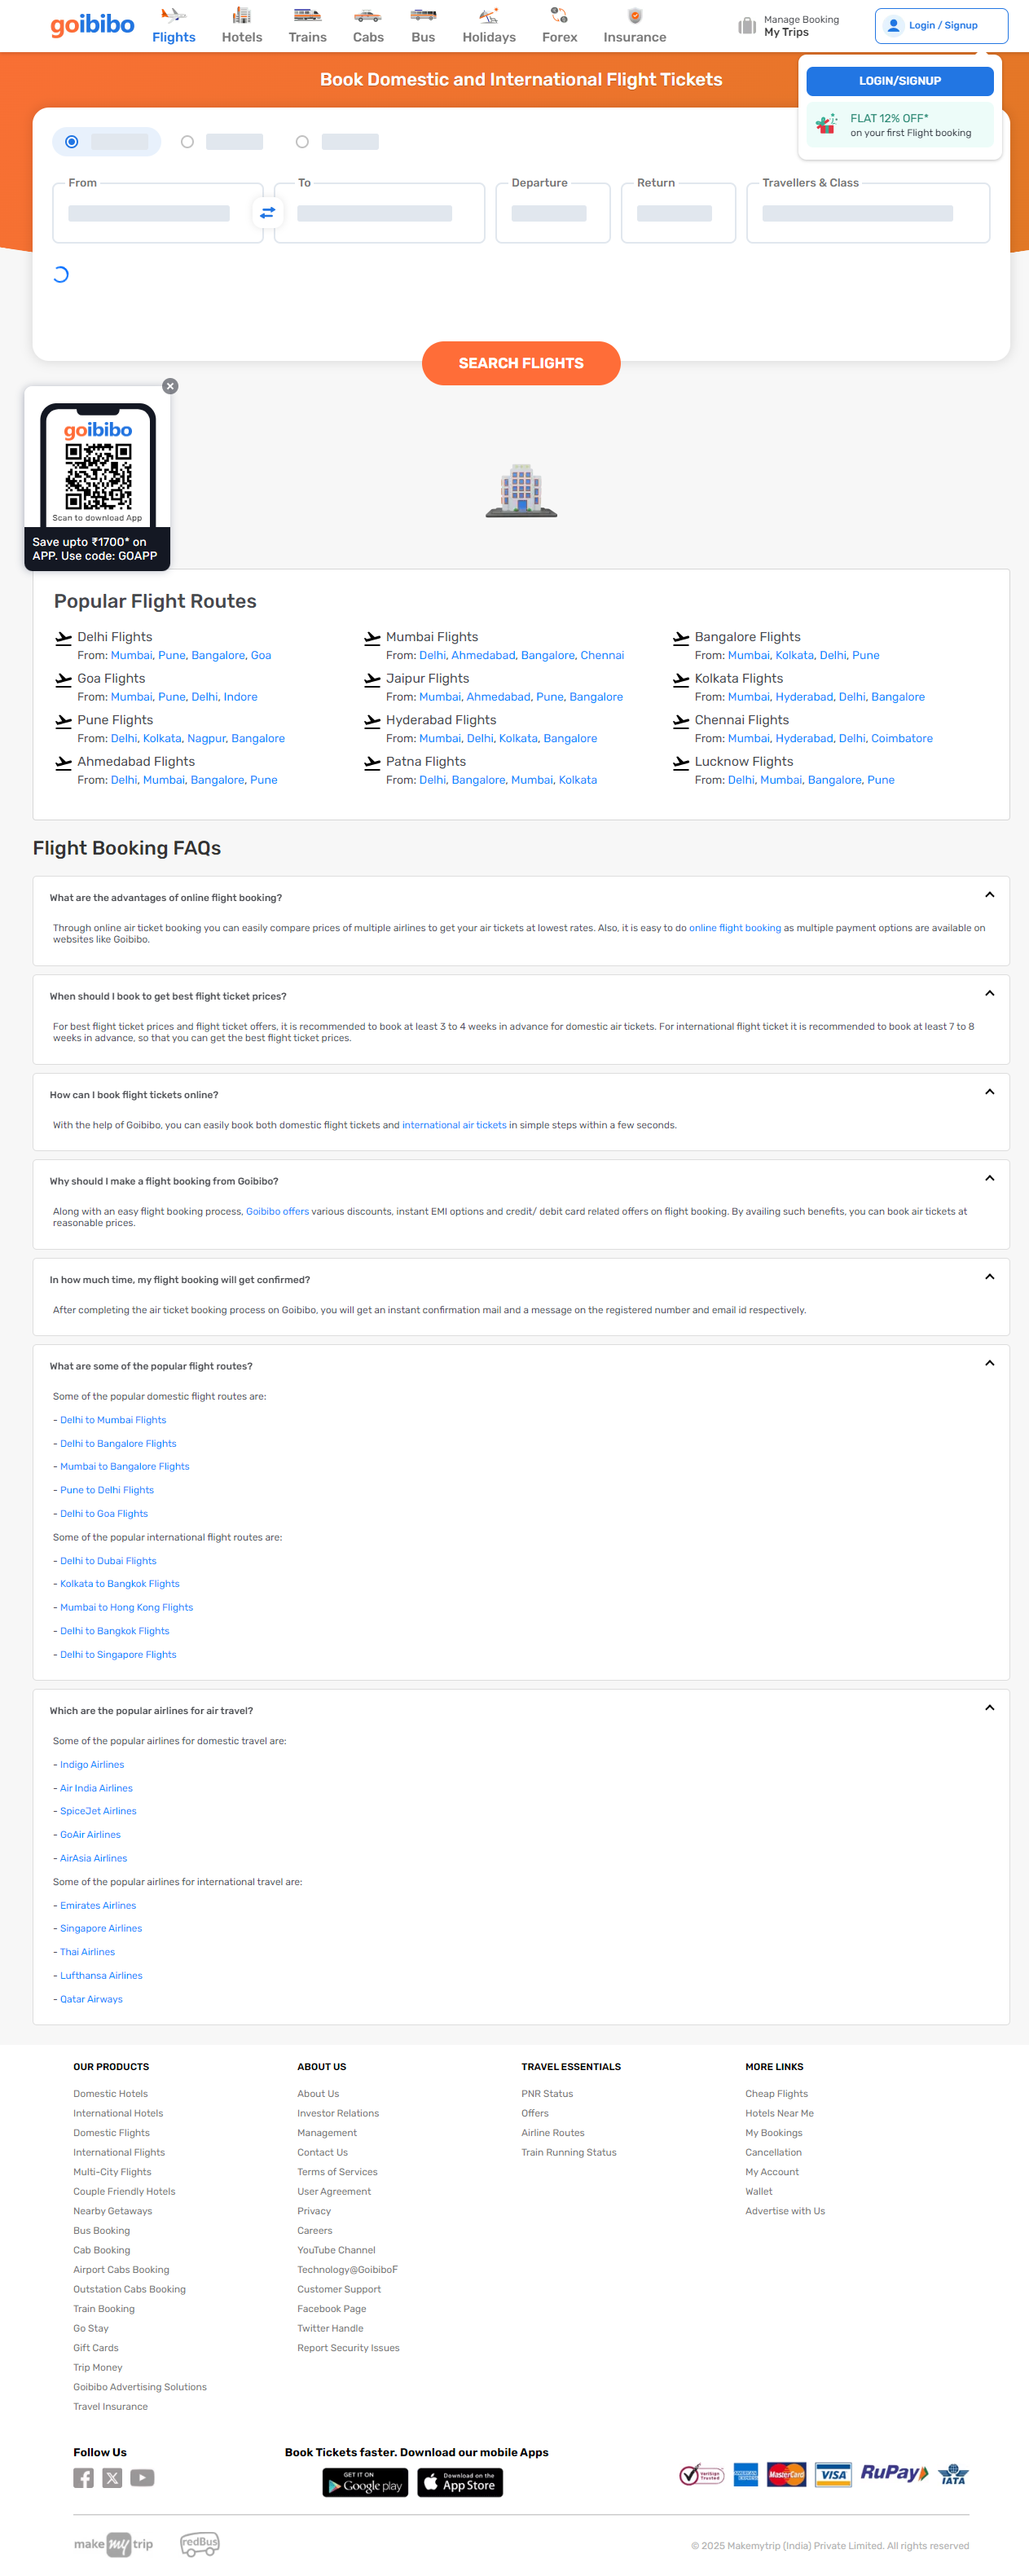 goibibo
Flights
Hotels
Trains
Cabs
Bus
Holidays
Forex
Insurance
Manage Booking
My Trips
Login / Signup
LOGIN/SIGNUP
FLAT 12% OFF*
on your first Flight booking
Book Domestic and International Flight Tickets
From
To
Departure
Return
Travellers & Class
SEARCH FLIGHTS
goibibo
Scan to download App
Save upto ₹1700* on
APP. Use code: GOAPP
Popular Flight Routes
Delhi Flights
From: Mumbai, Pune, Bangalore, Goa
Mumbai Flights
From: Delhi, Ahmedabad, Bangalore, Chennai
Bangalore Flights
From: Mumbai, Kolkata, Delhi, Pune
Goa Flights
From: Mumbai, Pune, Delhi, Indore
Jaipur Flights
From: Mumbai, Ahmedabad, Pune, Bangalore
Kolkata Flights
From: Mumbai, Hyderabad, Delhi, Bangalore
Pune Flights
From: Delhi, Kolkata, Nagpur, Bangalore
Hyderabad Flights
From: Mumbai, Delhi, Kolkata, Bangalore
Chennai Flights
From: Mumbai, Hyderabad, Delhi, Coimbatore
Ahmedabad Flights
From: Delhi, Mumbai, Bangalore, Pune
Patna Flights
From: Delhi, Bangalore, Mumbai, Kolkata
Lucknow Flights
From: Delhi, Mumbai, Bangalore, Pune
Flight Booking FAQs
What are the advantages of online flight booking?
Through online air ticket booking you can easily compare prices of multiple airlines to get your air tickets at lowest rates. Also, it is easy to do online flight booking as multiple payment options are available on
websites like Goibibo.
When should I book to get best flight ticket prices?
For best flight ticket prices and flight ticket offers, it is recommended to book at least 3 to 4 weeks in advance for domestic air tickets. For international flight ticket it is recommended to book at least 7 to 8
weeks in advance, so that you can get the best flight ticket prices.
How can I book flight tickets online?
With the help of Goibibo, you can easily book both domestic flight tickets and international air tickets in simple steps within a few seconds.
Why should I make a flight booking from Goibibo?
Along with an easy flight booking process, Goibibo offers various discounts, instant EMI options and credit/ debit card related offers on flight booking. By availing such benefits, you can book air tickets at
reasonable prices.
In how much time, my flight booking will get confirmed?
After completing the air ticket booking process on Goibibo, you will get an instant confirmation mail and a message on the registered number and email id respectively.
What are some of the popular flight routes?
Some of the popular domestic flight routes are:
- Delhi to Mumbai Flights
- Delhi to Bangalore Flights
- Mumbai to Bangalore Flights
- Pune to Delhi Flights
- Delhi to Goa Flights
Some of the popular international flight routes are:
- Delhi to Dubai Flights
- Kolkata to Bangkok Flights
- Mumbai to Hong Kong Flights
- Delhi to Bangkok Flights
- Delhi to Singapore Flights
Which are the popular airlines for air travel?
Some of the popular airlines for domestic travel are:
- Indigo Airlines
- Air India Airlines
- SpiceJet Airlines
- GoAir Airlines
- AirAsia Airlines
Some of the popular airlines for international travel are:
- Emirates Airlines
- Singapore Airlines
- Thai Airlines
- Lufthansa Airlines
- Qatar Airways
OUR PRODUCTS
Domestic Hotels
International Hotels
Domestic Flights
International Flights
Multi-City Flights
Couple Friendly Hotels
Nearby Getaways
Bus Booking
Cab Booking
Airport Cabs Booking
Outstation Cabs Booking
Train Booking
Go Stay
Gift Cards
Trip Money
Goibibo Advertising Solutions
Travel Insurance
ABOUT US
About Us
Investor Relations
Management
Contact Us
Terms of Services
User Agreement
Privacy
Careers
YouTube Channel
Technology@GoibiboF
Customer Support
Facebook Page
Twitter Handle
Report Security Issues
TRAVEL ESSENTIALS
PNR Status
Offers
Airline Routes
Train Running Status
MORE LINKS
Cheap Flights
Hotels Near Me
My Bookings
Cancellation
My Account
Wallet
Advertise with Us
Follow Us
Book Tickets faster. Download our mobile Apps
GET IT ON
Google play
Download on the
App Store
VeriSign
Trusted
AMERICAN
EXPRESS
MasterCard
VISA
RuPay
IATA
make my trip
redBus
© 2025 Makemytrip (India) Private Limited. All rights reserved